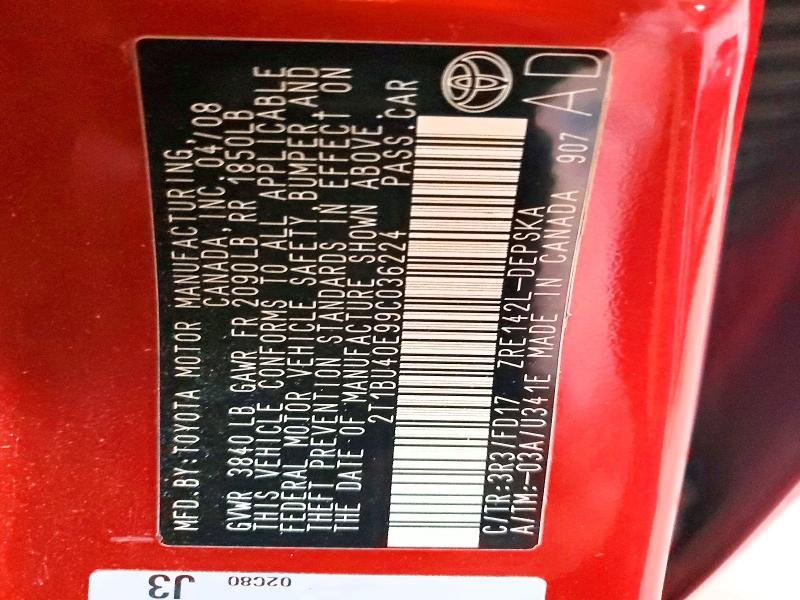 MFD.BY:TOYOTA MOTOR MANUFACTURING,
CANADA, INC. 04/08
GVWR 3840 LB GAWR FR 2090LB RR 1850LB
THIS VEHICLE CONFORMS TO ALL APPLICABLE
FEDERAL MOTOR VEHICLE SAFETY BUMPER, AND
THEFT PREVENTION STANDARDS IN EFFECT ON
THE DATE OF MANUFACTURE SHOWN ABOVE.
2T1BU40E99C036224 PASS. CAR
C/TR:3R3/FD17 ZRE142L-DEPSKA
A/TM:-03A/U341E MADE IN CANADA 907
AD
J3
02C80